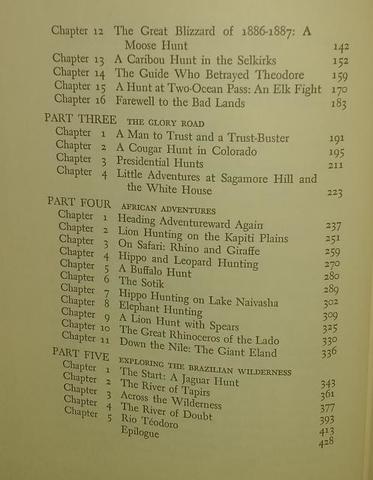 Chapter 12 The Great Blizzard of 1886-1887: A
Moose Hunt 142
Chapter 13 A Caribou Hunt in the Selkirks 152
Chapter 14 The Guide Who Betrayed Theodore 159
Chapter 15 A Hunt at Two-Ocean Pass: An Elk Fight 170
Chapter 16 Farewell to the Bad Lands 183
PART THREE THE GLORY ROAD
Chapter 1 A Man to Trust and a Trust-Buster 191
Chapter 2 A Cougar Hunt in Colorado 195
Chapter 3 Presidential Hunts 211
Chapter 4 Little Adventures at Sagamore Hill and
the White House 223
PART FOUR AFRICAN ADVENTURES
Chapter 1 Heading Adventureward Again 237
Chapter 2 Lion Hunting on the Kapiti Plains 251
Chapter 3 On Safari: Rhino and Giraffe 259
Chapter 4 Hippo and Leopard Hunting 270
Chapter 5 A Buffalo Hunt 280
Chapter 6 The Sotik 289
Chapter 7 Hippo Hunting on Lake Naivasha 302
Chapter 8 Elephant Hunting 309
Chapter 9 A Lion Hunt with Spears 325
Chapter 10 The Great Rhinoceros of the Lado 330
Chapter 11 Down the Nile: The Giant Eland 336
PART FIVE EXPLORING THE BRAZILIAN WILDERNESS
Chapter 1 The Start: A Jaguar Hunt 343
Chapter 2 The River of Tapirs 361
Chapter 3 Across the Wilderness 377
Chapter 4 The River of Doubt 393
Chapter 5 Rio Téodoro 413
Epilogue 428